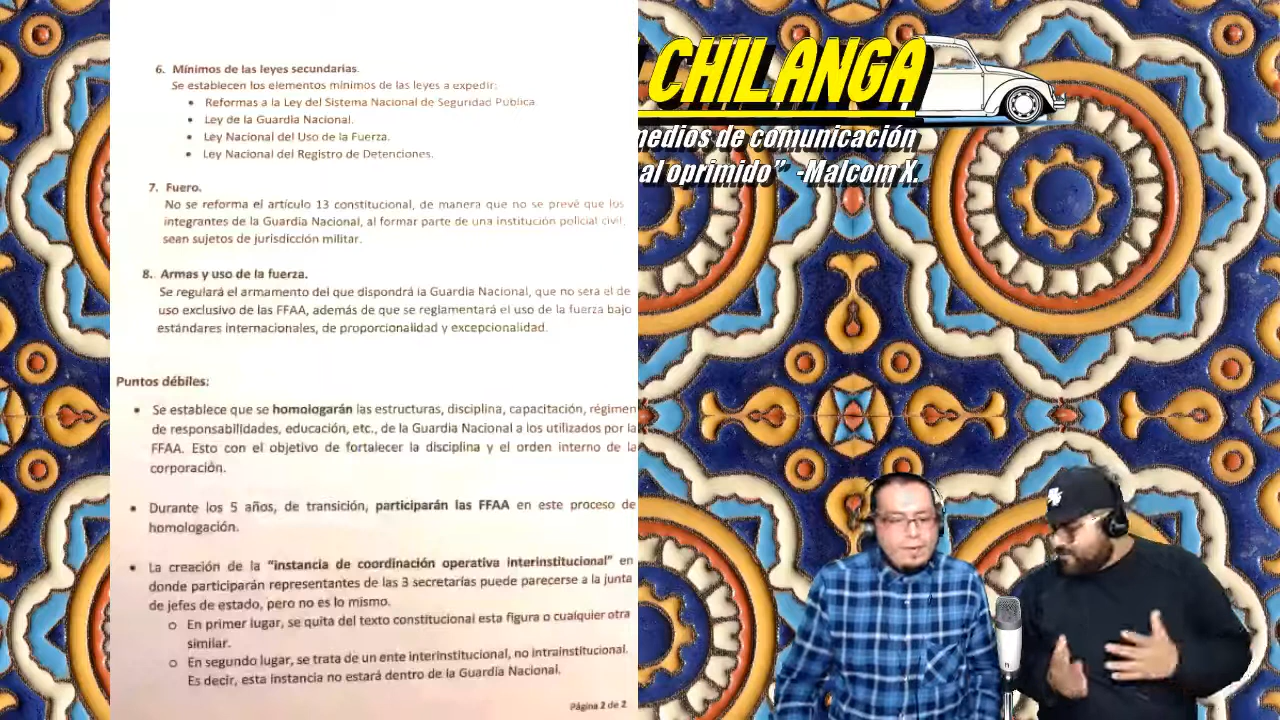 6. Mínimos de las leyes secundarias.
Se establecen los elementos mínimos de las leyes a expedir:
• Reformas a la Ley del Sistema Nacional de Seguridad Pública
• Ley de la Guardia Nacional.
• Ley Nacional del Uso de la Fuerza.
• Ley Nacional del Registro de Detenciones.
7. Fuero.
No se reforma el artículo 13 constitucional, de manera que no se prevé que los
integrantes de la Guardia Nacional, al formar parte de una institución policial civil,
sean sujetos de jurisdicción militar.
8. Armas y uso de la fuerza.
Se regulará el armamento del que dispondrá la Guardia Nacional, que no será el de
uso exclusivo de las FFAA, además de que se reglamentará el uso de la fuerza bajo
estándares internacionales, de proporcionalidad y excepcionalidad.
Puntos débiles:
• Se establece que se homologarán las estructuras, disciplina, capacitación, régimen
de responsabilidades, educación, etc., de la Guardia Nacional a los utilizados por la
FFAA. Esto con el objetivo de fortalecer la disciplina y el orden interno de la
corporación.
• Durante los 5 años, de transición, participarán las FFAA en este proceso de
homologación.
• La creación de la "instancia de coordinación operativa interinstitucional" en
donde participarán representantes de las 3 secretarías puede parecerse a la junta
de jefes de estado, pero no es lo mismo.
o En primer lugar, se quita del texto constitucional esta figura o cualquier otra
similar.
o En segundo lugar, se trata de un ente interinstitucional, no intrainstitucional.
Es decir, esta instancia no estará dentro de la Guardia Nacional.
Página 2 de 2
CHILANGA
medios de comunicación
al oprimido" -Malcom X.